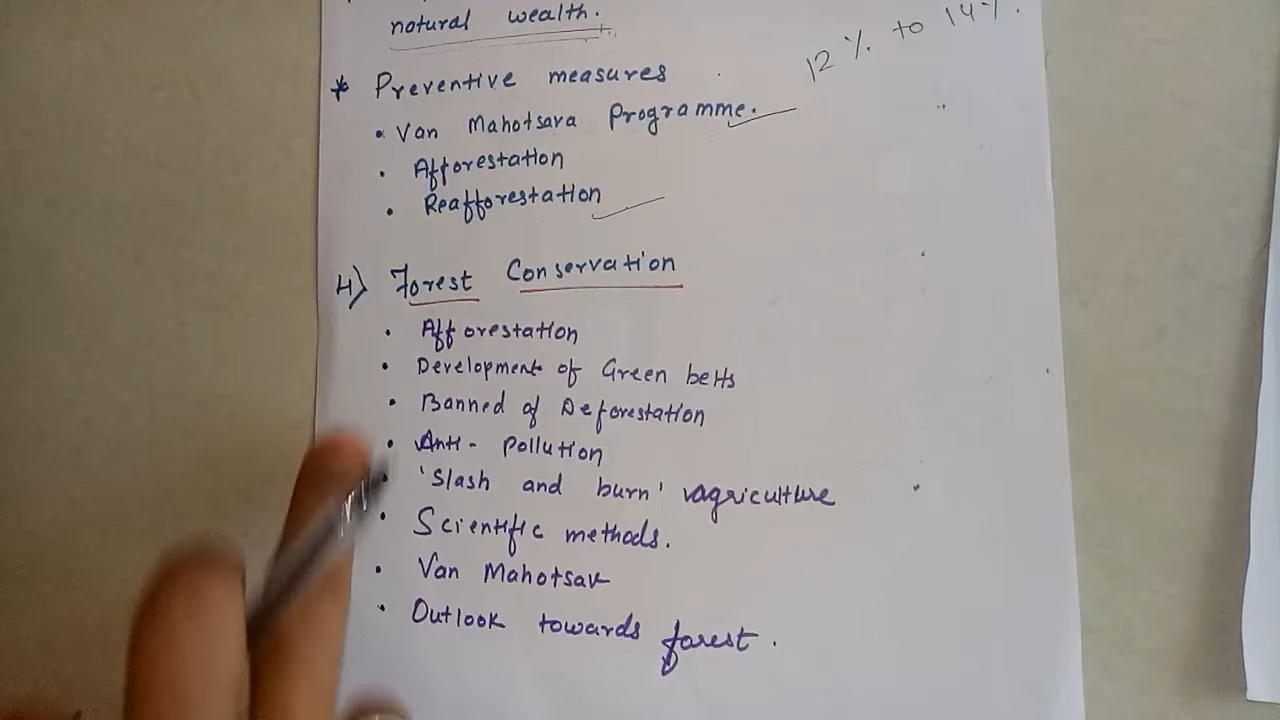 natural wealth.
12 % to 14 %.
* Preventive measures
• Van Mahotsava Programme.
• Afforestation
• Reafforestation
4) Forest Conservation
• Afforestation
• Development of Green belts
• Banned of Deforestation
• Anti- pollution
• 'Slash and burn' agriculture
• Scientific methods.
• Van Mahotsav
• Outlook towards forest.